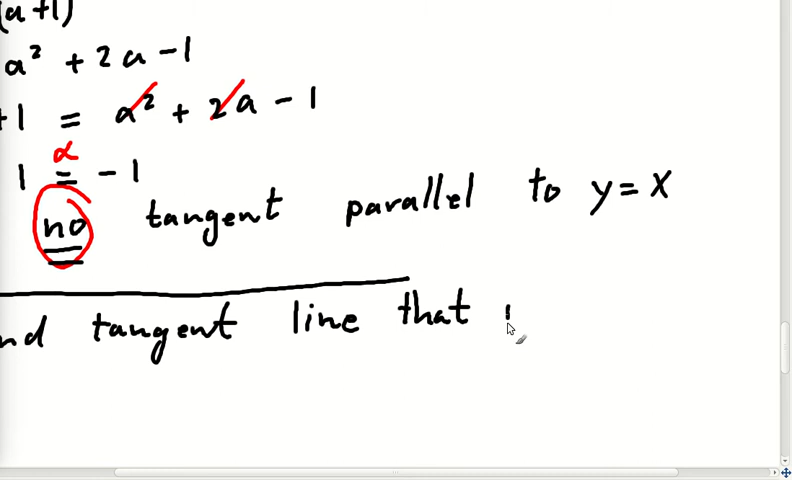 (a+1)
a² + 2a - 1
+1 = a² + 2a - 1
1 = -1
no tangent parallel to y = x
nd tangent line that